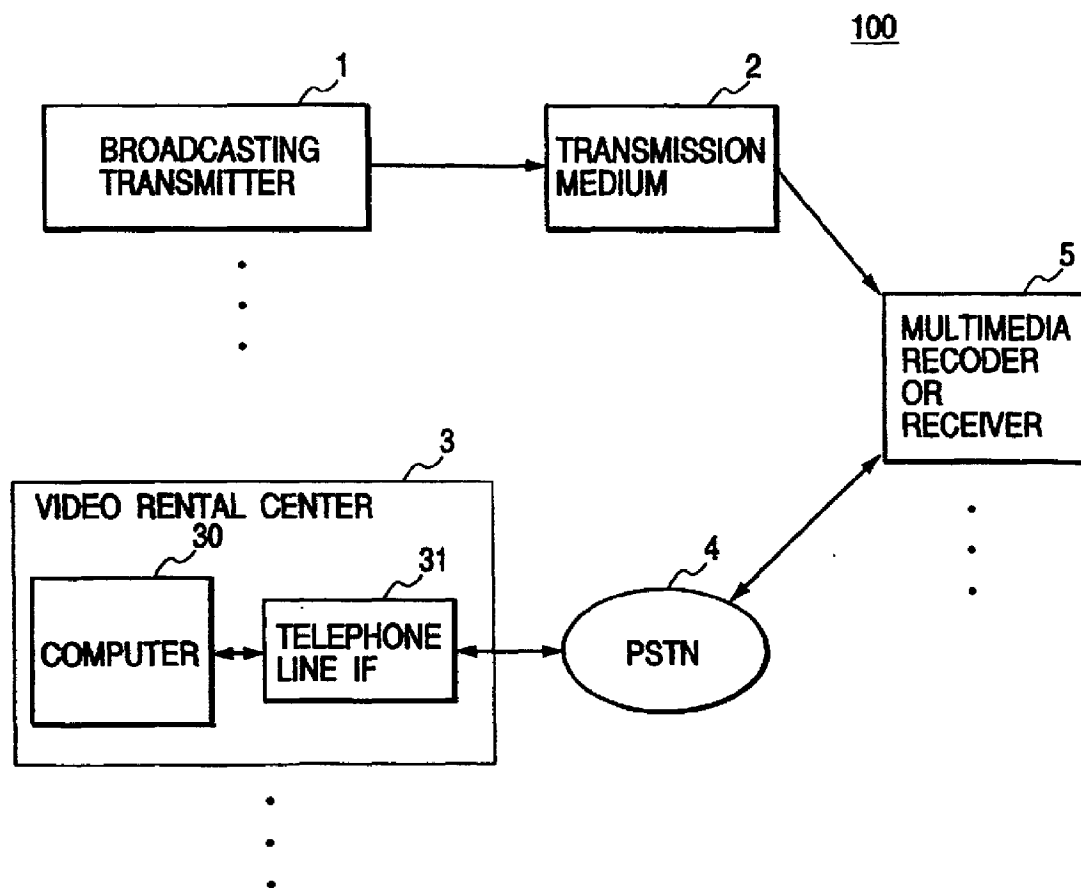 100
1
BROADCASTING
TRANSMITTER
2
TRANSMISSION
MEDIUM
5
MULTIMEDIA
RECODER
OR
RECEIVER
3
VIDEO RENTAL CENTER
30
COMPUTER
31
TELEPHONE
LINE IF
4
PSTN